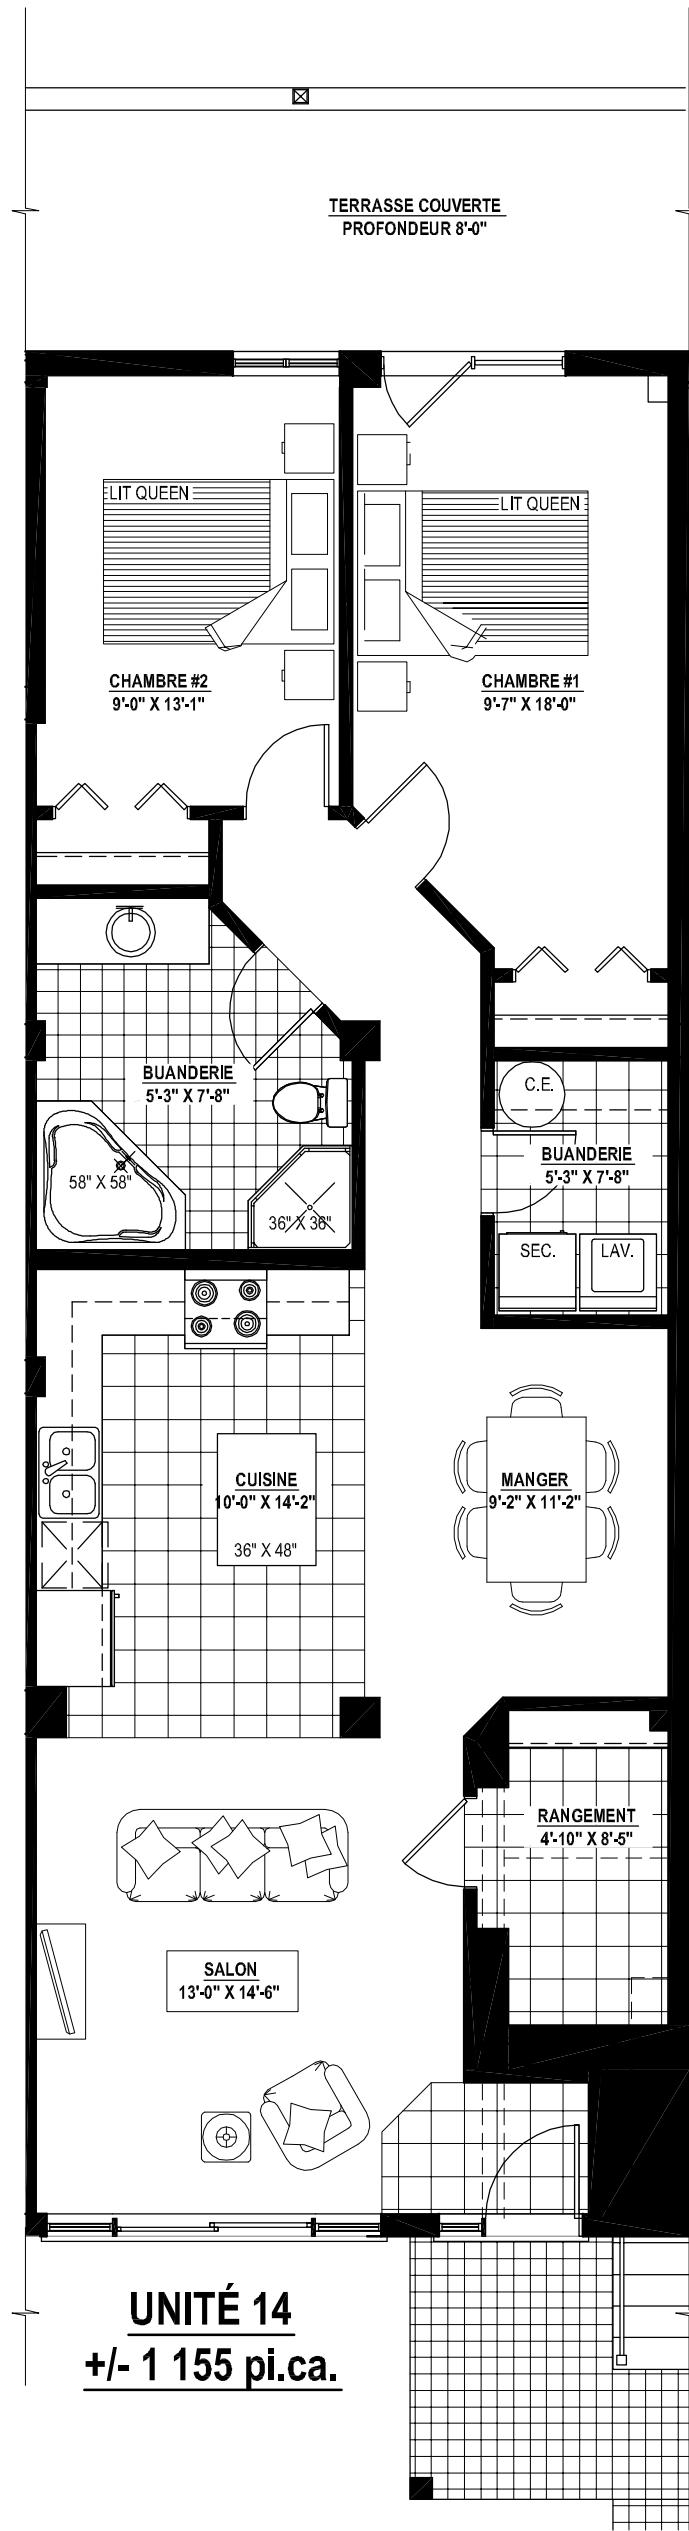 TERRASSE COUVERTE
PROFONDEUR 8'-0"
LIT QUEEN
LIT QUEEN
CHAMBRE #2
9'-0" X 13'-1"
CHAMBRE #1
9'-7" X 18'-0"
BUANDERIE
5'-3" X 7'-8"
C.E.
BUANDERIE
5'-3" X 7'-8"
58" X 58"
36" X 36"
SEC.
LAV.
CUISINE
10'-0" X 14'-2"
36" X 48"
MANGER
9'-2" X 11'-2"
RANGEMENT
4'-10" X 8'-5"
SALON
13'-0" X 14'-6"
UNITÉ 14
+/- 1 155 pi.ca.